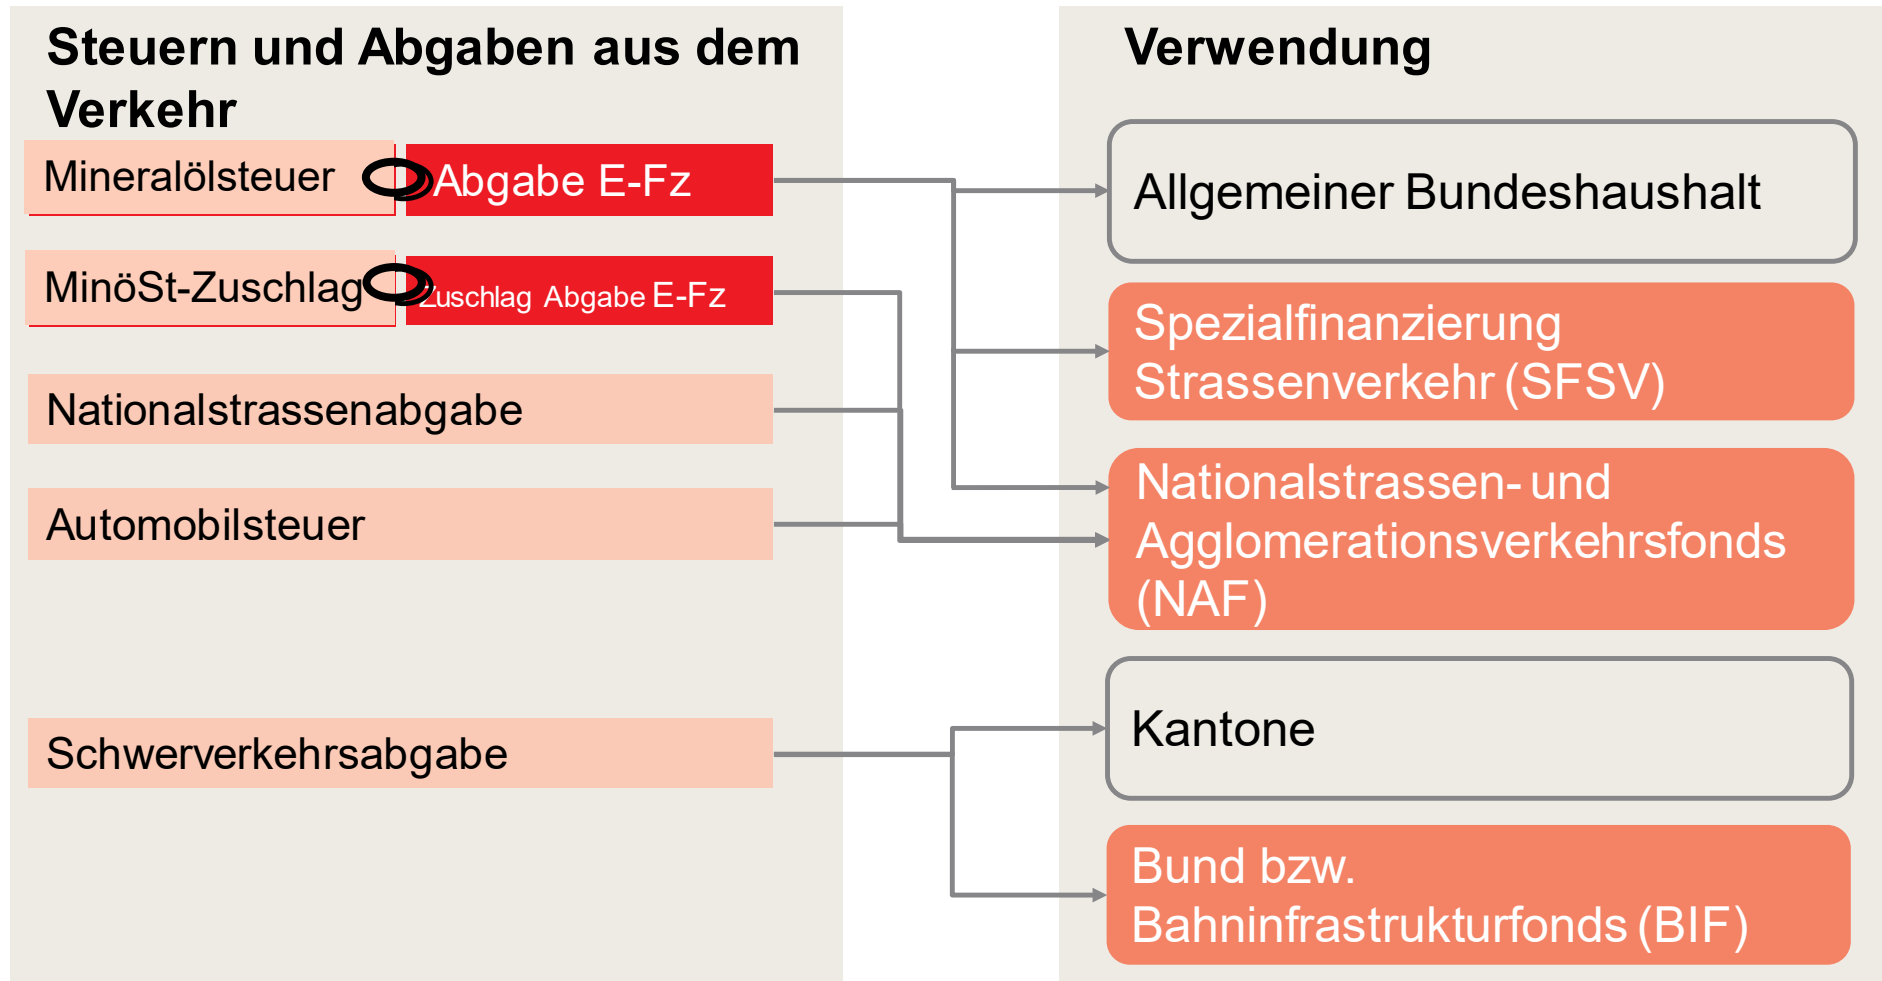 Steuern und Abgaben aus dem
Verkehr
Mineralölsteuer
Abgabe E-Fz
MinöSt-Zuschlag
Zuschlag Abgabe E-Fz
Nationalstrassenabgabe
Automobilsteuer
Schwerverkehrsabgabe
Verwendung
Allgemeiner Bundeshaushalt
Spezialfinanzierung
Strassenverkehr (SFSV)
Nationalstrassen- und
Agglomerationsverkehrsfonds
(NAF)
Kantone
Bund bzw.
Bahninfrastrukturfonds (BIF)